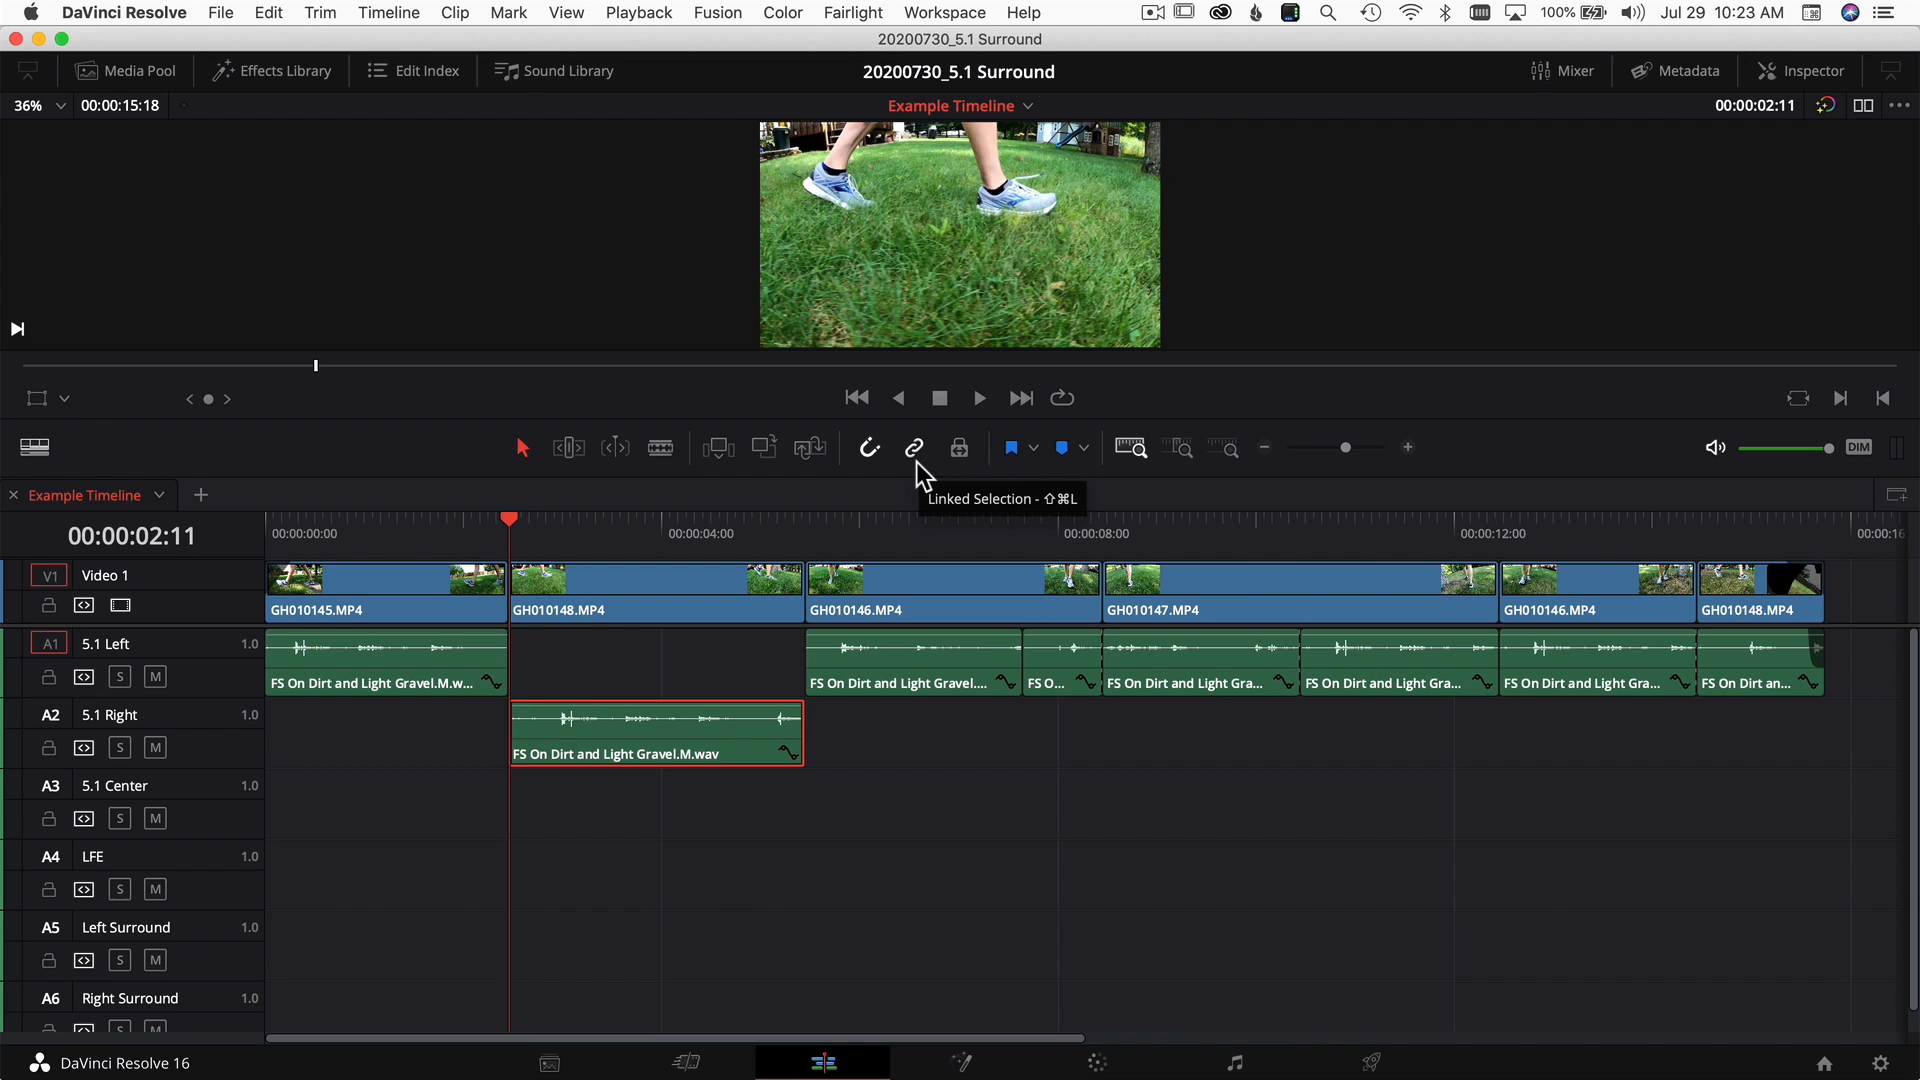 DaVinci Resolve File Edit Trim Timeline Clip Mark View Playback Fusion Color Fairlight Workspace Help 100% Jul 29 10:23 AM
20200730_5.1 Surround
Media Pool Effects Library Edit Index Sound Library 20200730_5.1 Surround Mixer Metadata Inspector
36% 00:00:15:18 Example Timeline 00:00:02:11
DIM
Linked Selection - ⇧⌘L
Example Timeline
00:00:02:11 00:00:00:00 00:00:04:00 00:00:08:00 00:00:12:00 00:00:16
V1 Video 1
GH010145.MP4 GH010148.MP4 GH010146.MP4 GH010147.MP4 GH010146.MP4 GH010148.MP4
A1 5.1 Left 1.0
S M FS On Dirt and Light Gravel.M.w... FS On Dirt and Light Gravel.... FS O... FS On Dirt and Light Gra... FS On Dirt and Light Gra... FS On Dirt and Light Gra... FS On Dirt an...
A2 5.1 Right 1.0
S M FS On Dirt and Light Gravel.M.wav
A3 5.1 Center 1.0
S M
A4 LFE 1.0
S M
A5 Left Surround 1.0
S M
A6 Right Surround 1.0
S M
DaVinci Resolve 16